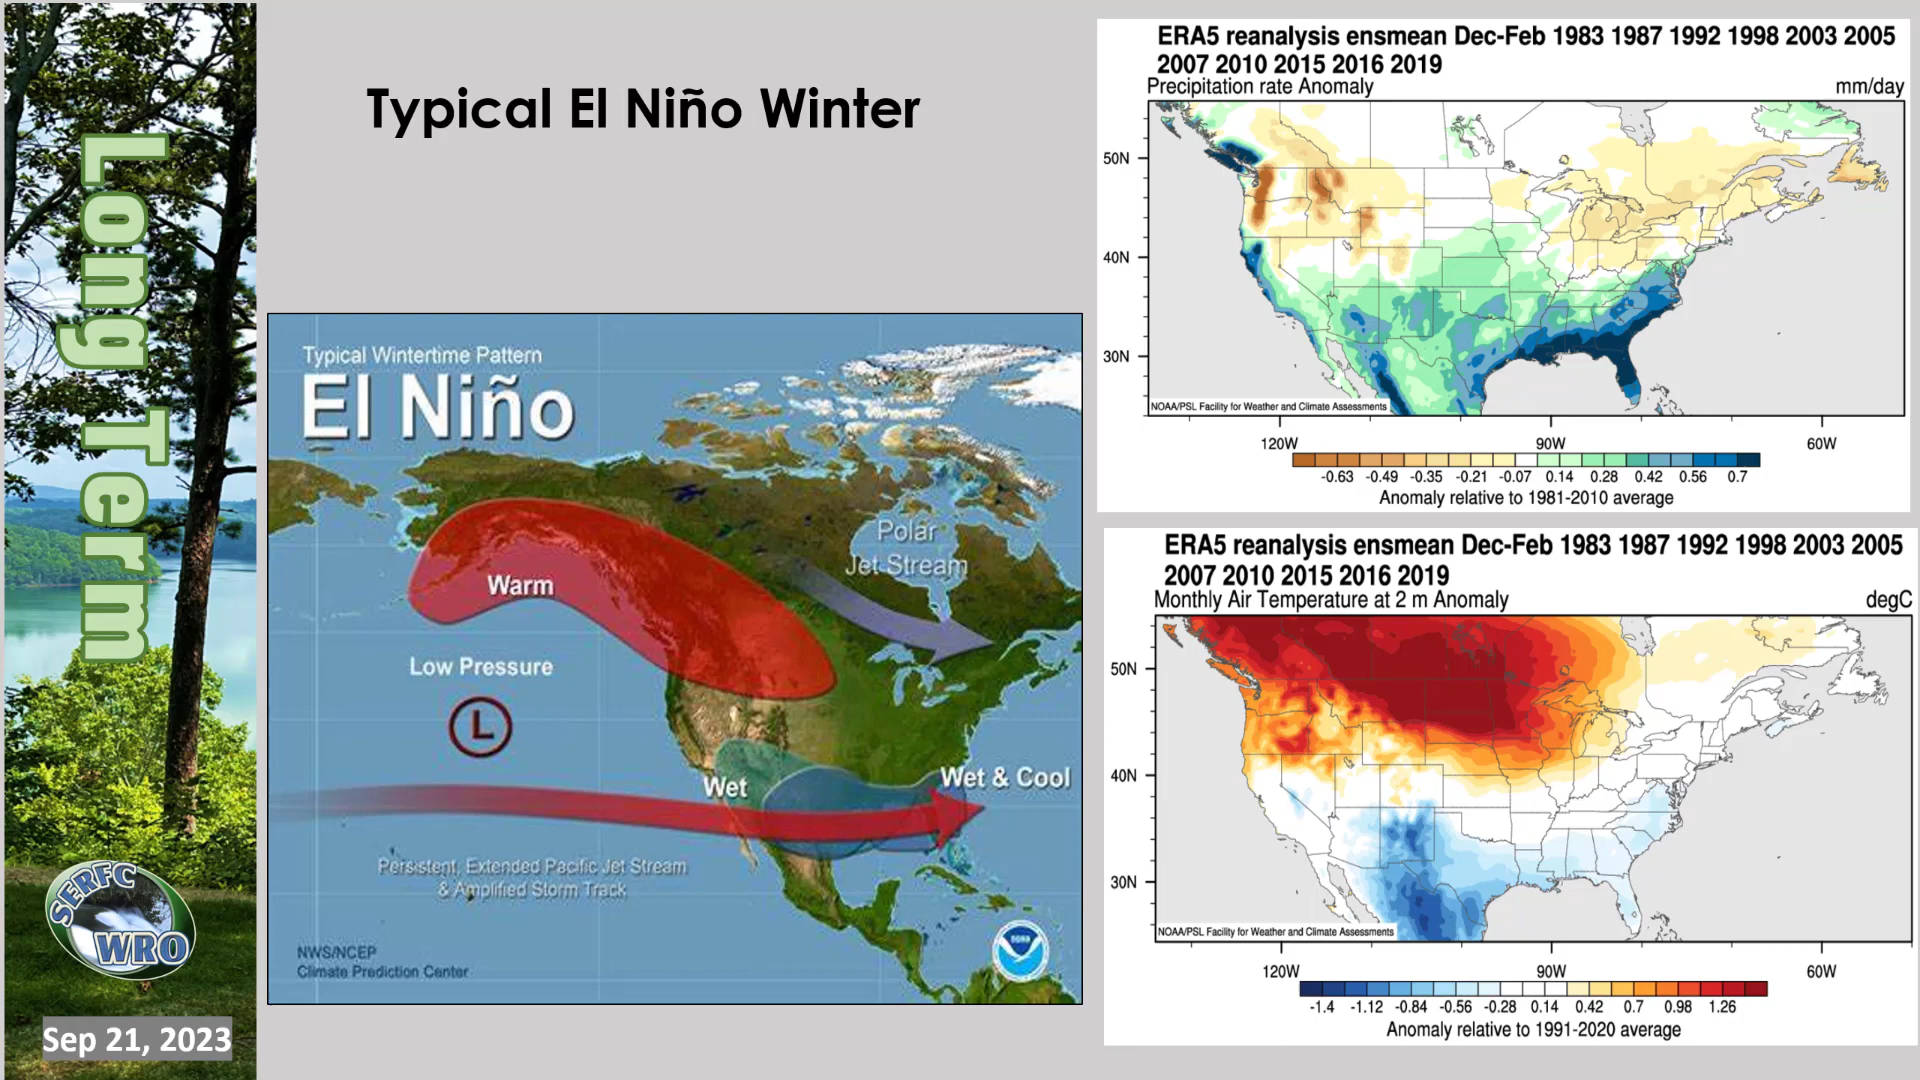 Long Term
SERFC
WRO
Sep 21, 2023
Typical El Niño Winter
Typical Wintertime Pattern
El Niño
Polar
Jet Stream
Warm
Low Pressure
L
Wet
Wet & Cool
Persistent, Extended Pacific Jet Stream
& Amplified Storm Track
NWS/NCEP
Climate Prediction Center
ERA5 reanalysis ensmean Dec-Feb 1983 1987 1992 1998 2003 2005
2007 2010 2015 2016 2019
Precipitation rate Anomaly mm/day
50N
40N
30N
NOAA/PSL Facility for Weather and Climate Assessments
120W 90W 60W
-0.63 -0.49 -0.35 -0.21 -0.07 0.14 0.28 0.42 0.56 0.7
Anomaly relative to 1981-2010 average
ERA5 reanalysis ensmean Dec-Feb 1983 1987 1992 1998 2003 2005
2007 2010 2015 2016 2019
Monthly Air Temperature at 2 m Anomaly degC
50N
40N
30N
NOAA/PSL Facility for Weather and Climate Assessments
120W 90W 60W
-1.4 -1.12 -0.84 -0.56 -0.28 0.14 0.42 0.7 0.98 1.26
Anomaly relative to 1991-2020 average